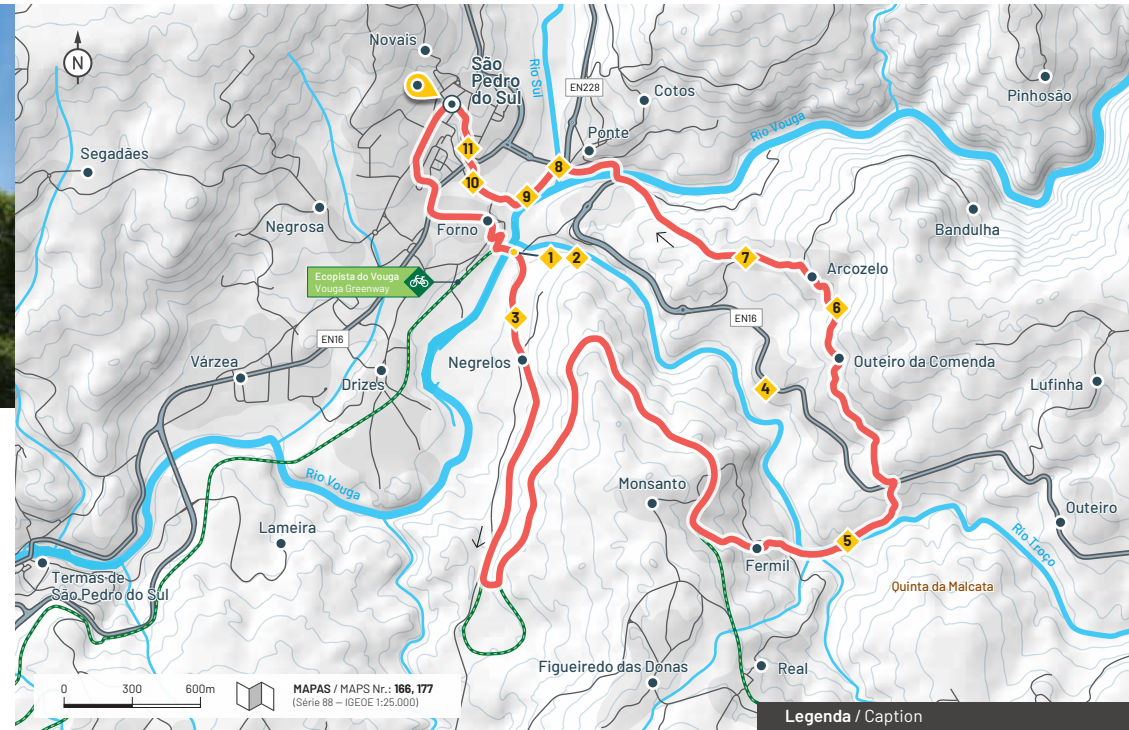 N
Novais
São
Pedro
do Sul
Rio Sul
EN228
Cotos
Pinhosão
Ponte
Rio Vouga
Segadães
11
8
10
9
Negrosa
Forno
Bandulha
1
2
7
Arcozelo
Ecopista do Vouga
Vouga Greenway
6
3
EN16
EN16
Várzea
Drizes
Negrelos
Outeiro da Comenda
4
Lufinha
Rio Vouga
Monsanto
Outeiro
Lameira
5
Rio Troço
Fermil
Termas de
São Pedro do Sul
Quinta da Malcata
Figueiredo das Donas
Real
0 300 600m
MAPAS / MAPS Nr.: 166, 177
(Série 88 – IGEOE 1:25.000)
Legenda / Caption